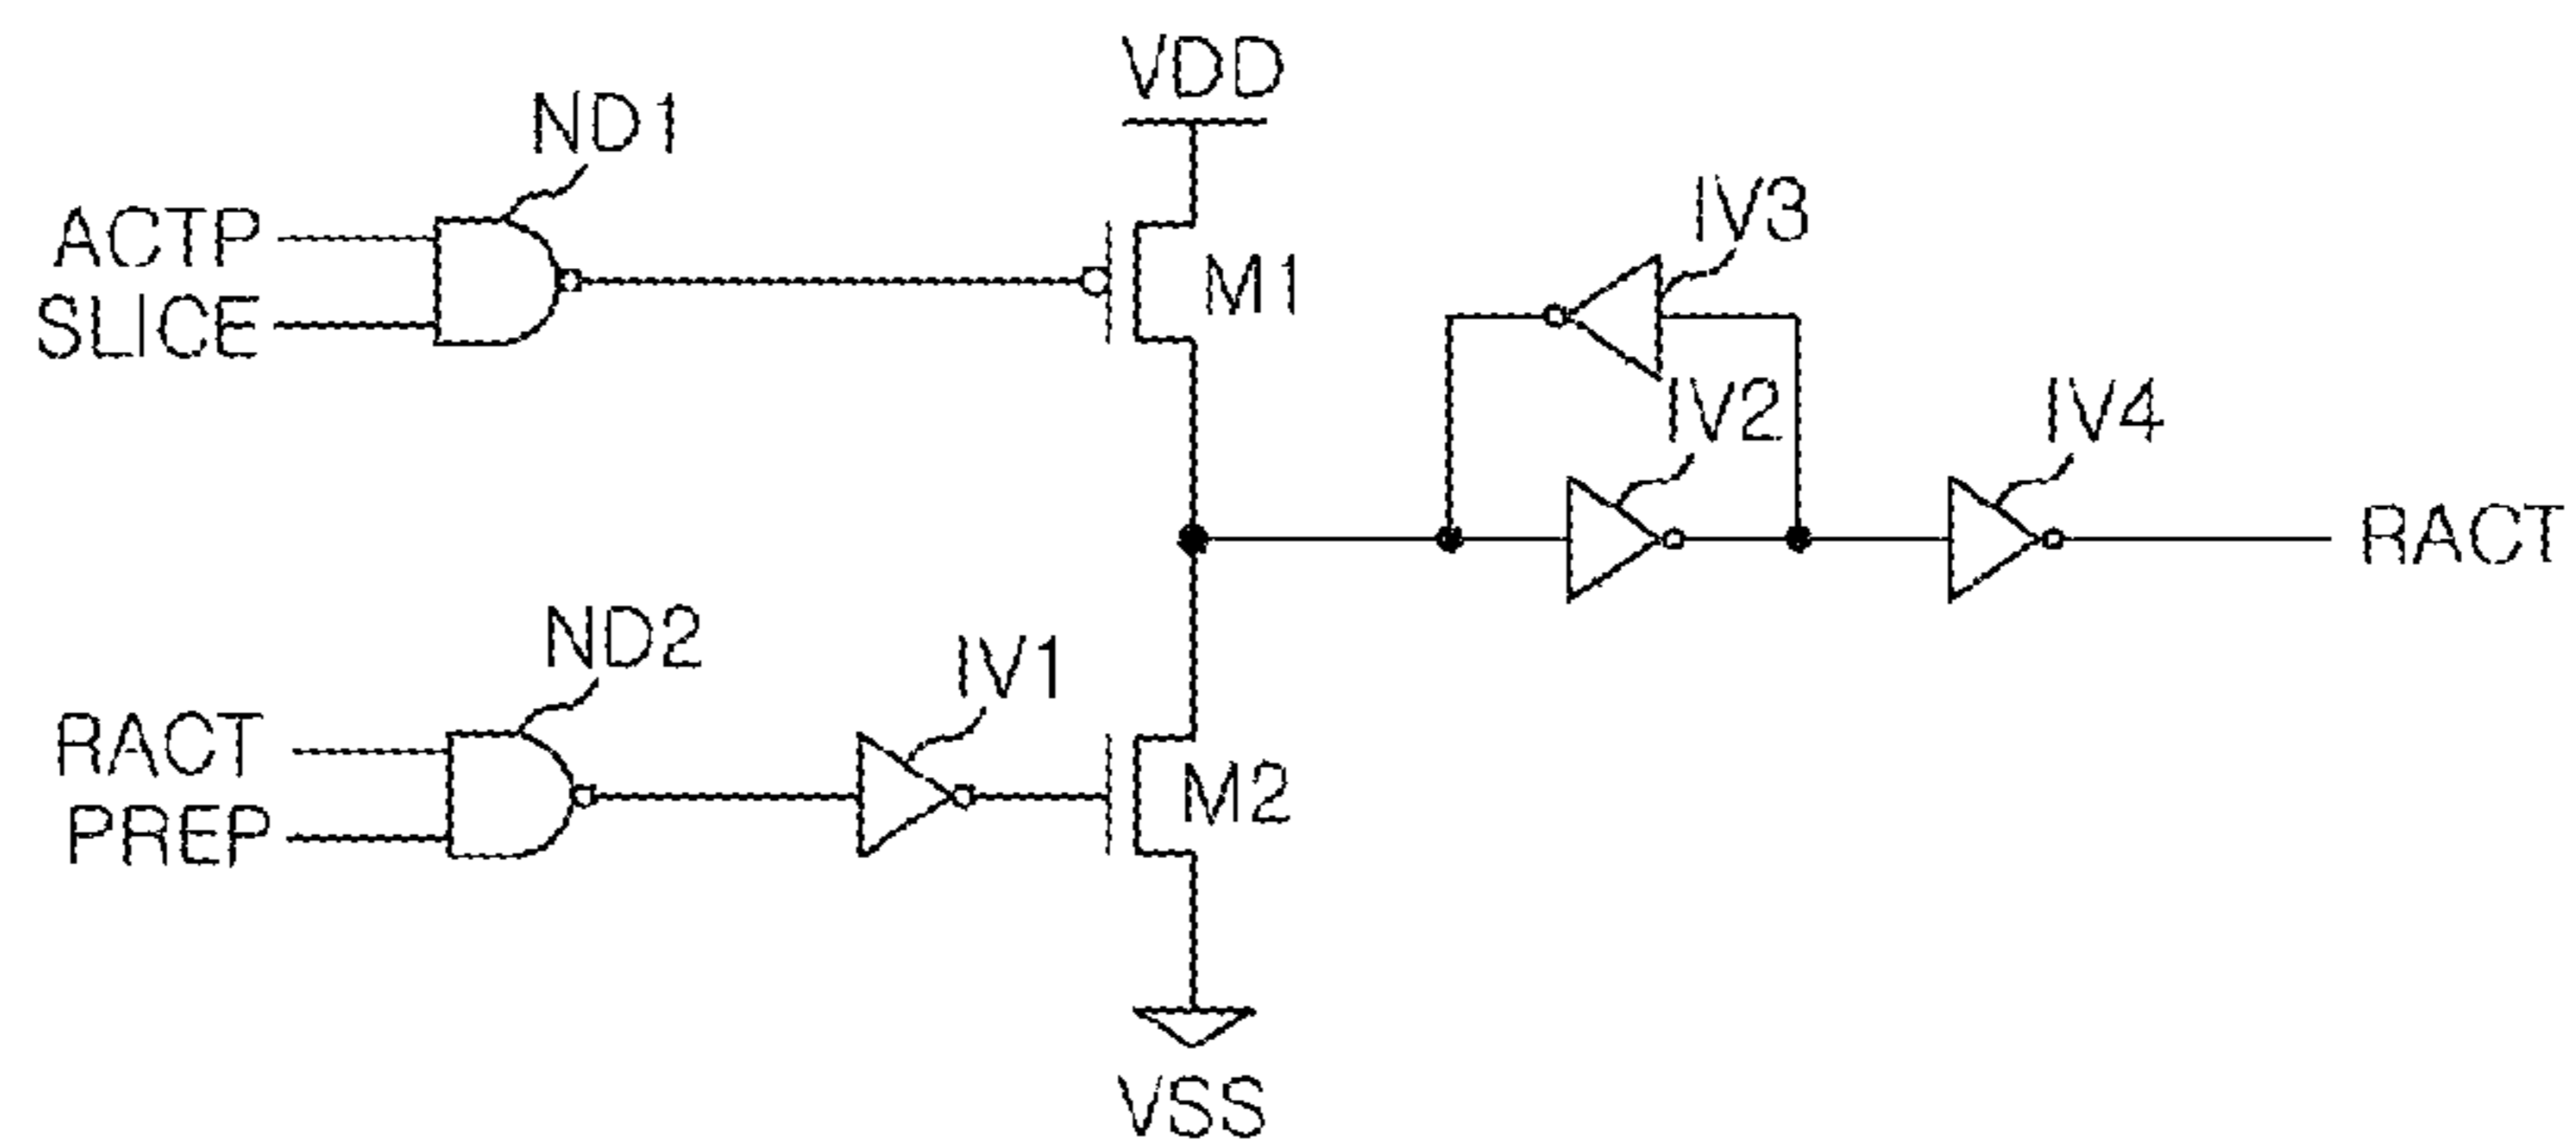 VDD
ND1
ACTP
SLICE
M1
IV3
IV2
IV4
RACT
ND2
IV1
RACT
PREP
M2
VSS